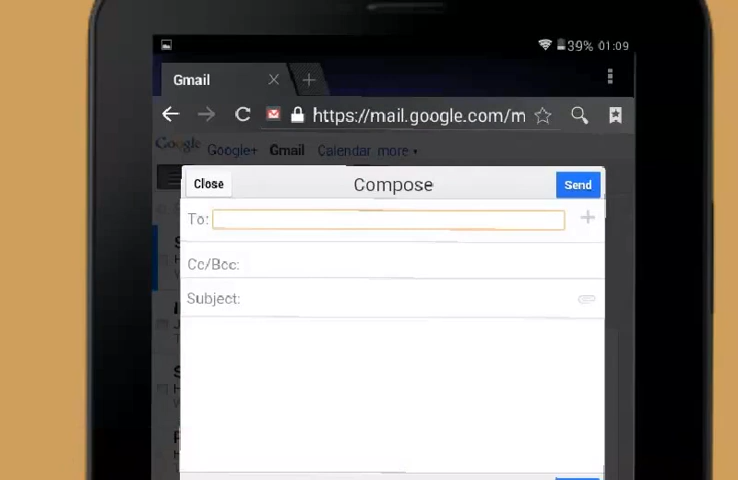 39% 01:09
Gmail
https://mail.google.com/m
Google Google+ Gmail Calendar more
Close Compose Send
To:
Cc/Bcc:
Subject: